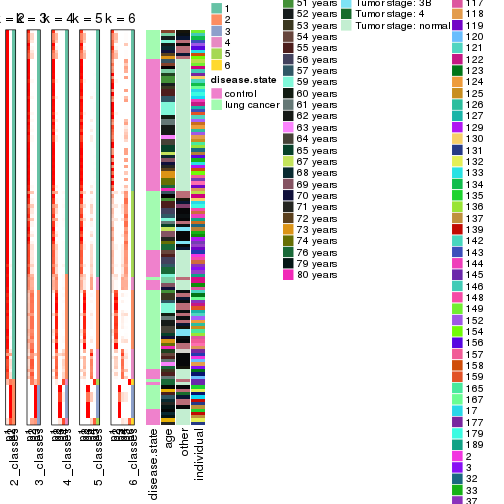 k = 2
k = 3
k = 4
k = 5
k = 6
1
2
3
4
5
6
disease.state
control
lung cancer
51 years
52 years
53 years
54 years
55 years
56 years
57 years
59 years
60 years
61 years
62 years
63 years
64 years
65 years
67 years
68 years
69 years
70 years
71 years
72 years
73 years
74 years
76 years
78 years
79 years
80 years
Tumor stage: 3B
Tumor stage: 4
Tumor stage: normal
117
118
119
120
121
122
123
124
125
126
127
129
130
131
132
133
134
135
136
137
139
142
143
144
145
146
148
149
152
154
156
157
158
159
165
167
17
177
179
189
2
3
32
33
37
2_classes
3_classes
4_classes
5_classes
6_classes
disease.state
age
other
individual